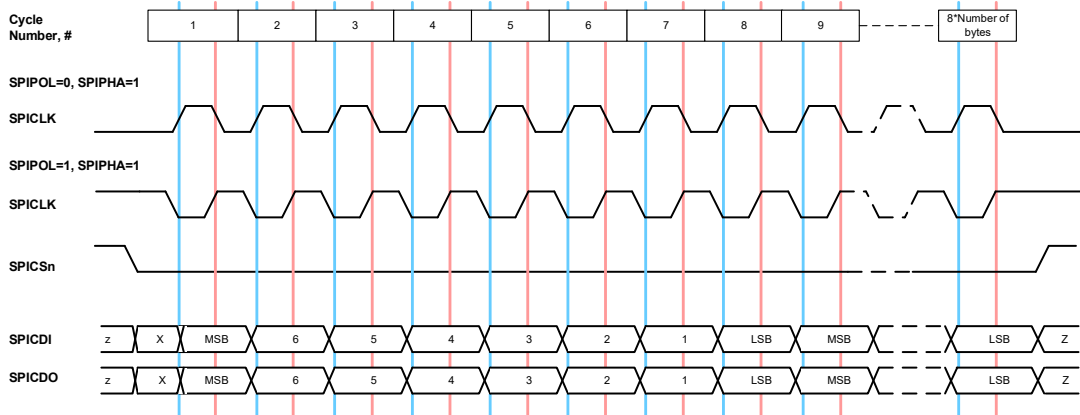 Cycle
Number, #
1 2 3 4 5 6 7 8 9
8*Number of
bytes
SPIPOL=0, SPIPHA=1
SPICLK
SPIPOL=1, SPIPHA=1
SPICLK
SPICSn
SPICDI z X MSB 6 5 4 3 2 1 LSB MSB LSB Z
SPICDO z X MSB 6 5 4 3 2 1 LSB MSB LSB Z